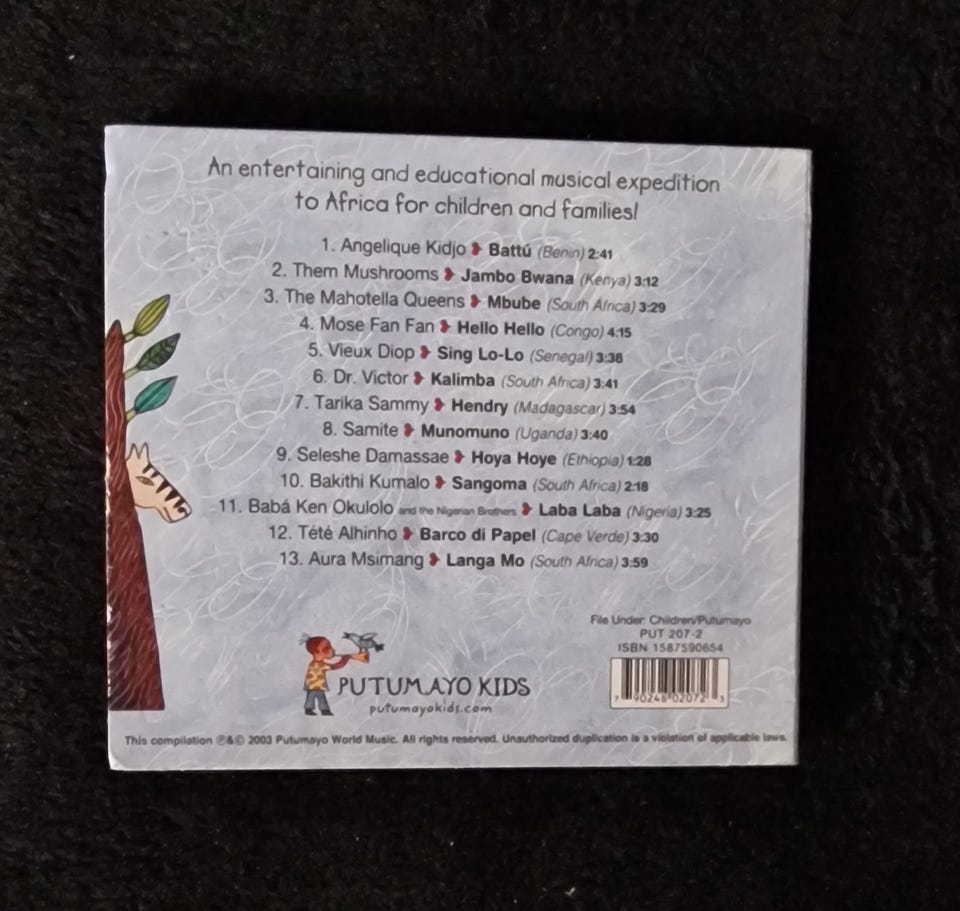 An entertaining and educational musical expedition
to Africa for children and families!
1. Angelique Kidjo ❥ Battú (Benin) 2:41
2. Them Mushrooms ❥ Jambo Bwana (Kenya) 3:12
3. The Mahotella Queens ❥ Mbube (South Africa) 3:29
4. Mose Fan Fan ❥ Hello Hello (Congo) 4:15
5. Vieux Diop ❥ Sing Lo-Lo (Senegal) 3:38
6. Dr. Victor ❥ Kalimba (South Africa) 3:41
7. Tarika Sammy ❥ Hendry (Madagascar) 3:54
8. Samite ❥ Munomuno (Uganda) 3:40
9. Seleshe Damassae ❥ Hoya Hoye (Ethiopia) 1:28
10. Bakithi Kumalo ❥ Sangoma (South Africa) 2:18
11. Babá Ken Okulolo and the Nigerian Brothers ❥ Laba Laba (Nigeria) 3:25
12. Tété Alhinho ❥ Barco di Papel (Cape Verde) 3:30
13. Aura Msimang ❥ Langa Mo (South Africa) 3:59
File Under: Children/Putumayo
PUT 207-2
ISBN 1587590654
7 90248 02072 3
PUTUMAYO KIDS
putumayokids.com
This compilation ℗&© 2003 Putumayo World Music. All rights reserved. Unauthorized duplication is a violation of applicable laws.